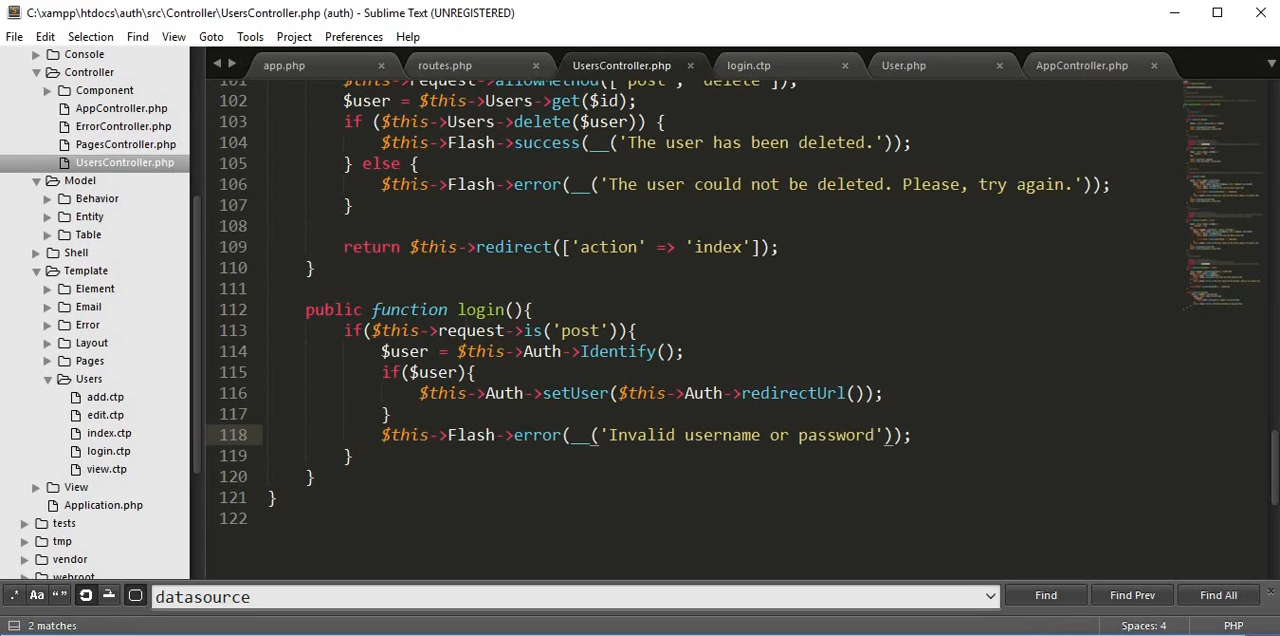 C:\xampp\htdocs\auth\src\Controller\UsersController.php (auth) - Sublime Text (UNREGISTERED)
File Edit Selection Find View Goto Tools Project Preferences Help
Console
Controller
Component
AppController.php
ErrorController.php
PagesController.php
UsersController.php
Model
Behavior
Entity
Table
Shell
Template
Element
Email
Error
Layout
Pages
Users
add.ctp
edit.ctp
index.ctp
login.ctp
view.ctp
View
Application.php
tests
tmp
vendor
webroot
app.php routes.php UsersController.php login.ctp User.php AppController.php
101 $this->request->allowMethod(['post', 'delete']);
102 $user = $this->Users->get($id);
103 if ($this->Users->delete($user)) {
104 $this->Flash->success(__('The user has been deleted.'));
105 } else {
106 $this->Flash->error(__('The user could not be deleted. Please, try again.'));
107 }
108
109 return $this->redirect(['action' => 'index']);
110 }
111
112 public function login(){
113 if($this->request->is('post')){
114 $user = $this->Auth->Identify();
115 if($user){
116 $this->Auth->setUser($this->Auth->redirectUrl());
117 }
118 $this->Flash->error(__('Invalid username or password'));
119 }
120 }
121 }
122
.* Aa “” datasource Find Find Prev Find All
2 matches Spaces: 4 PHP